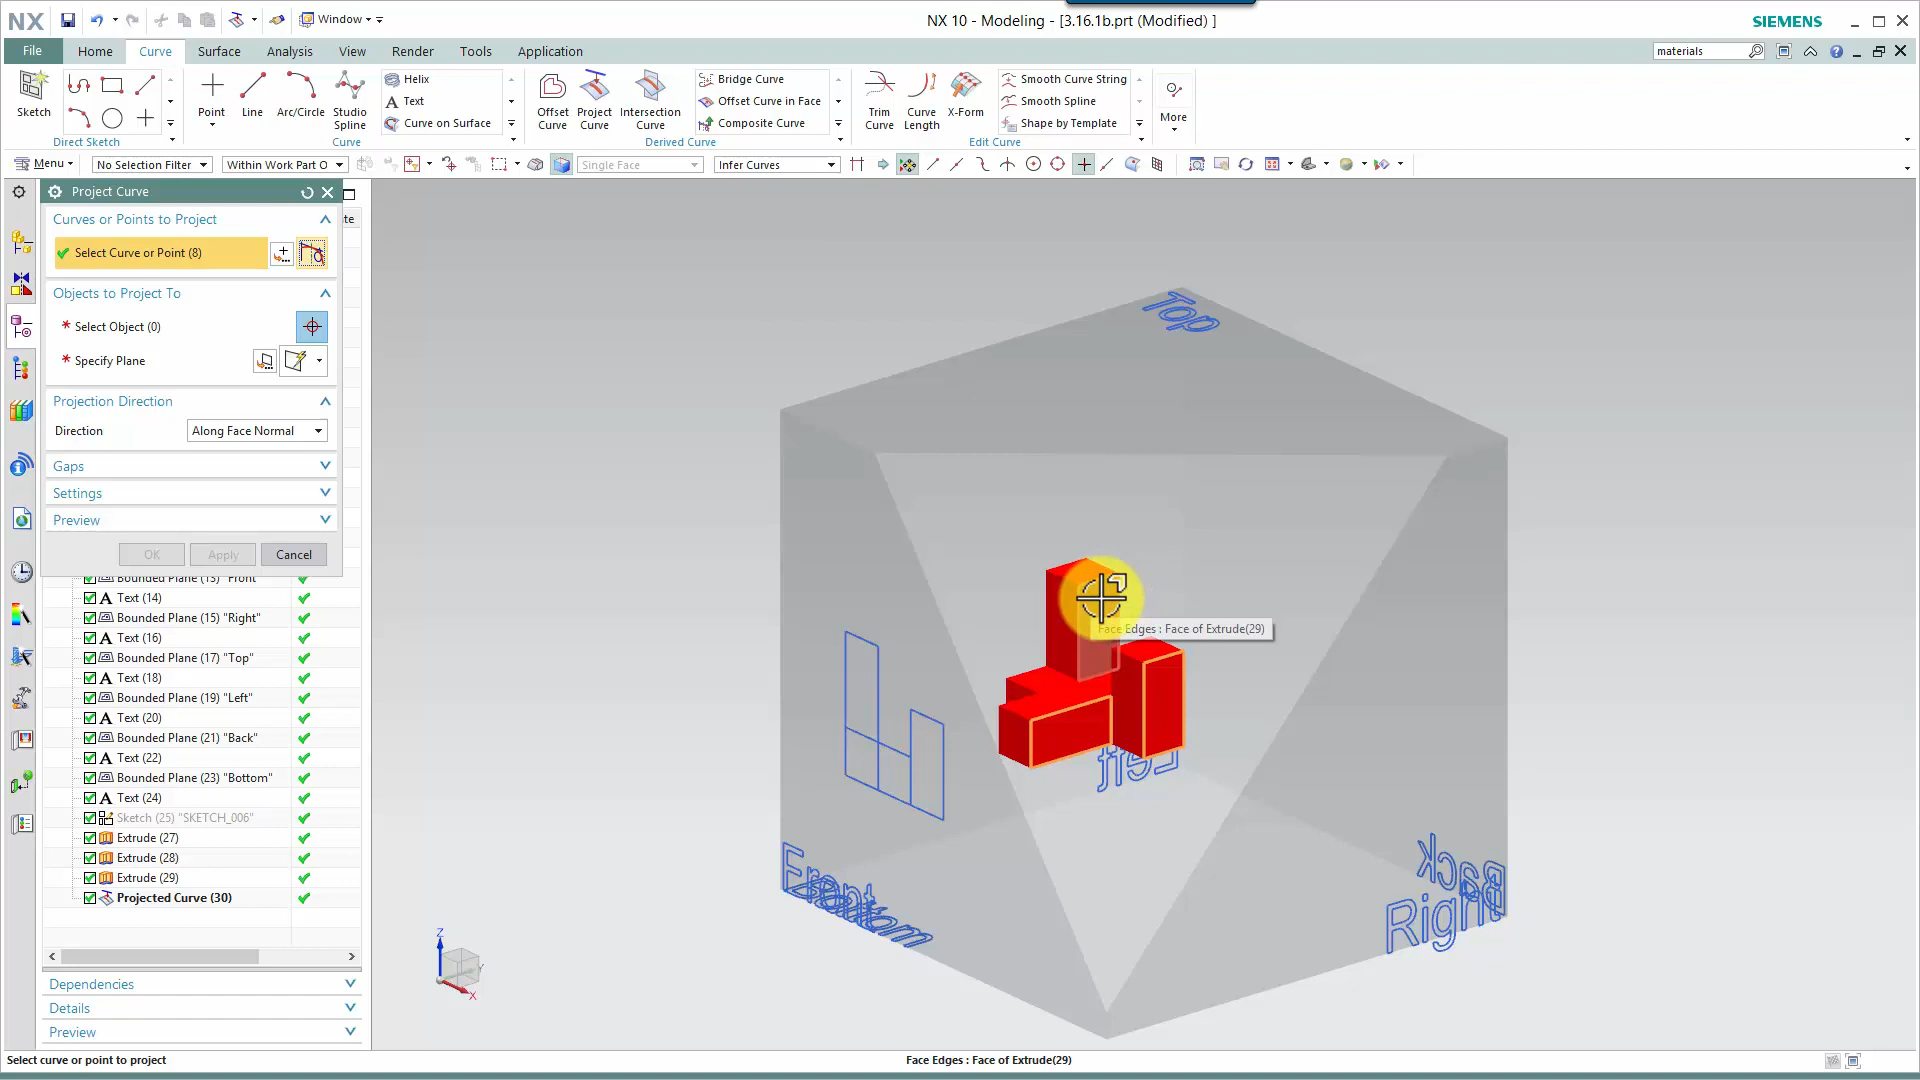 NX
Window
NX 10 - Modeling - [3.16.1b.prt (Modified) ]
SIEMENS
File
Home
Curve
Surface
Analysis
View
Render
Tools
Application
materials
Sketch
Direct Sketch
Point
Line
Arc/Circle
Studio
Spline
Helix
Text
Curve on Surface
Curve
Offset
Curve
Project
Curve
Intersection
Curve
Bridge Curve
Offset Curve in Face
Composite Curve
Derived Curve
Trim
Curve
Curve
Length
X-Form
Smooth Curve String
Smooth Spline
Shape by Template
Edit Curve
More
Menu
No Selection Filter
Within Work Part O
Single Face
Infer Curves
Project Curve
Curves or Points to Project
Select Curve or Point (8)
Objects to Project To
* Select Object (0)
* Specify Plane
Projection Direction
Direction
Along Face Normal
Gaps
Settings
Preview
OK
Apply
Cancel
te
Bounded Plane (13) "Front"
Text (14)
Bounded Plane (15) "Right"
Text (16)
Bounded Plane (17) "Top"
Text (18)
Bounded Plane (19) "Left"
Text (20)
Bounded Plane (21) "Back"
Text (22)
Bounded Plane (23) "Bottom"
Text (24)
Sketch (25) "SKETCH_006"
Extrude (27)
Extrude (28)
Extrude (29)
Projected Curve (30)
Dependencies
Details
Preview
Top
Face Edges : Face of Extrude(29)
Left
Front
Bottom
Back
Right
Z
Y
X
Select curve or point to project
Face Edges : Face of Extrude(29)